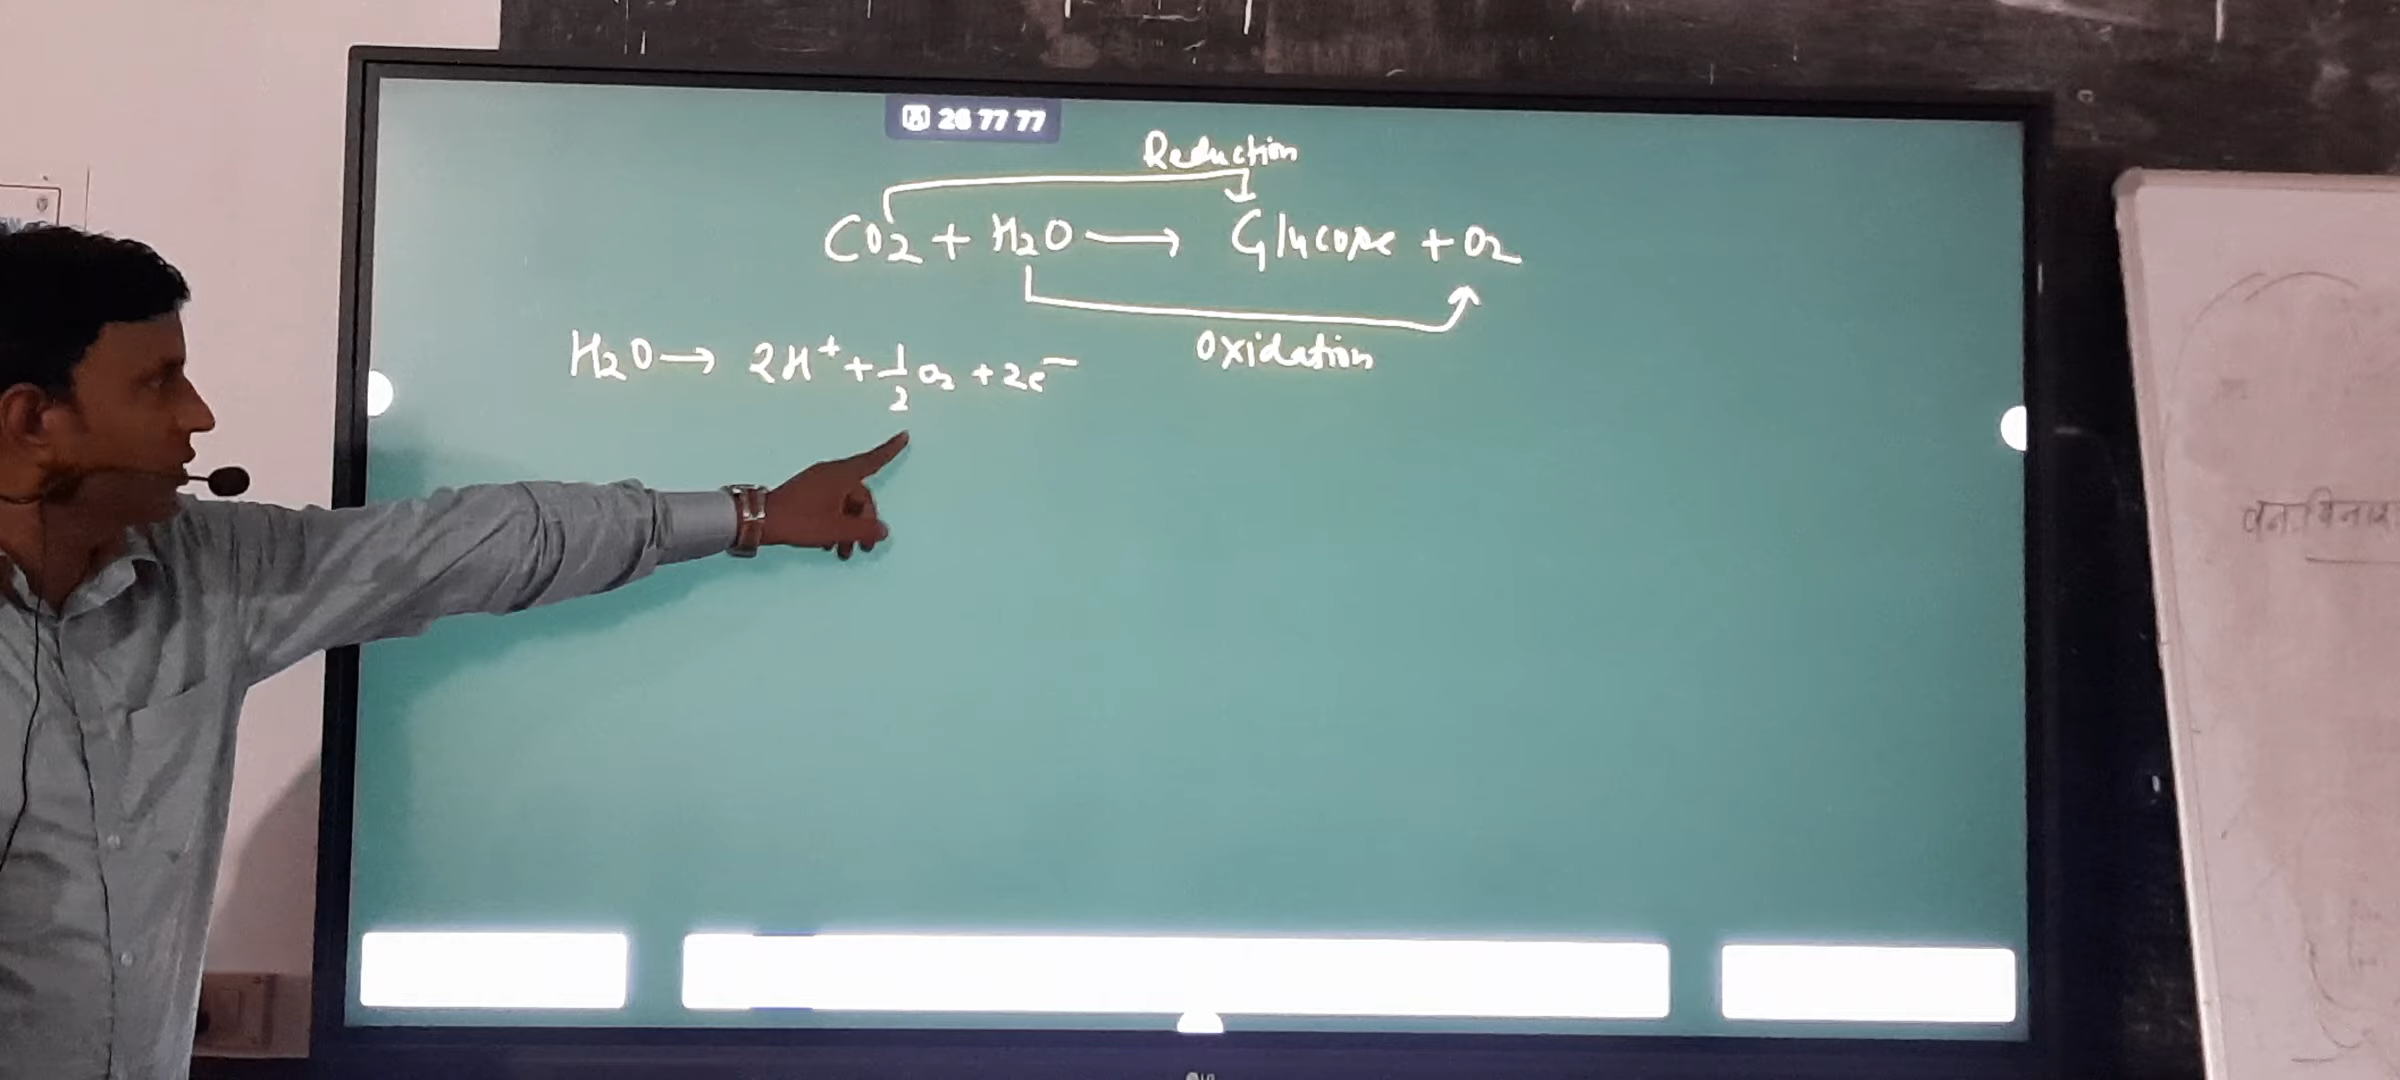 26 77 77
Reduction
CO2 + H2O → Glucose + O2
Oxidation
H2O → 2H⁺ + 1/2 O2 + 2e⁻